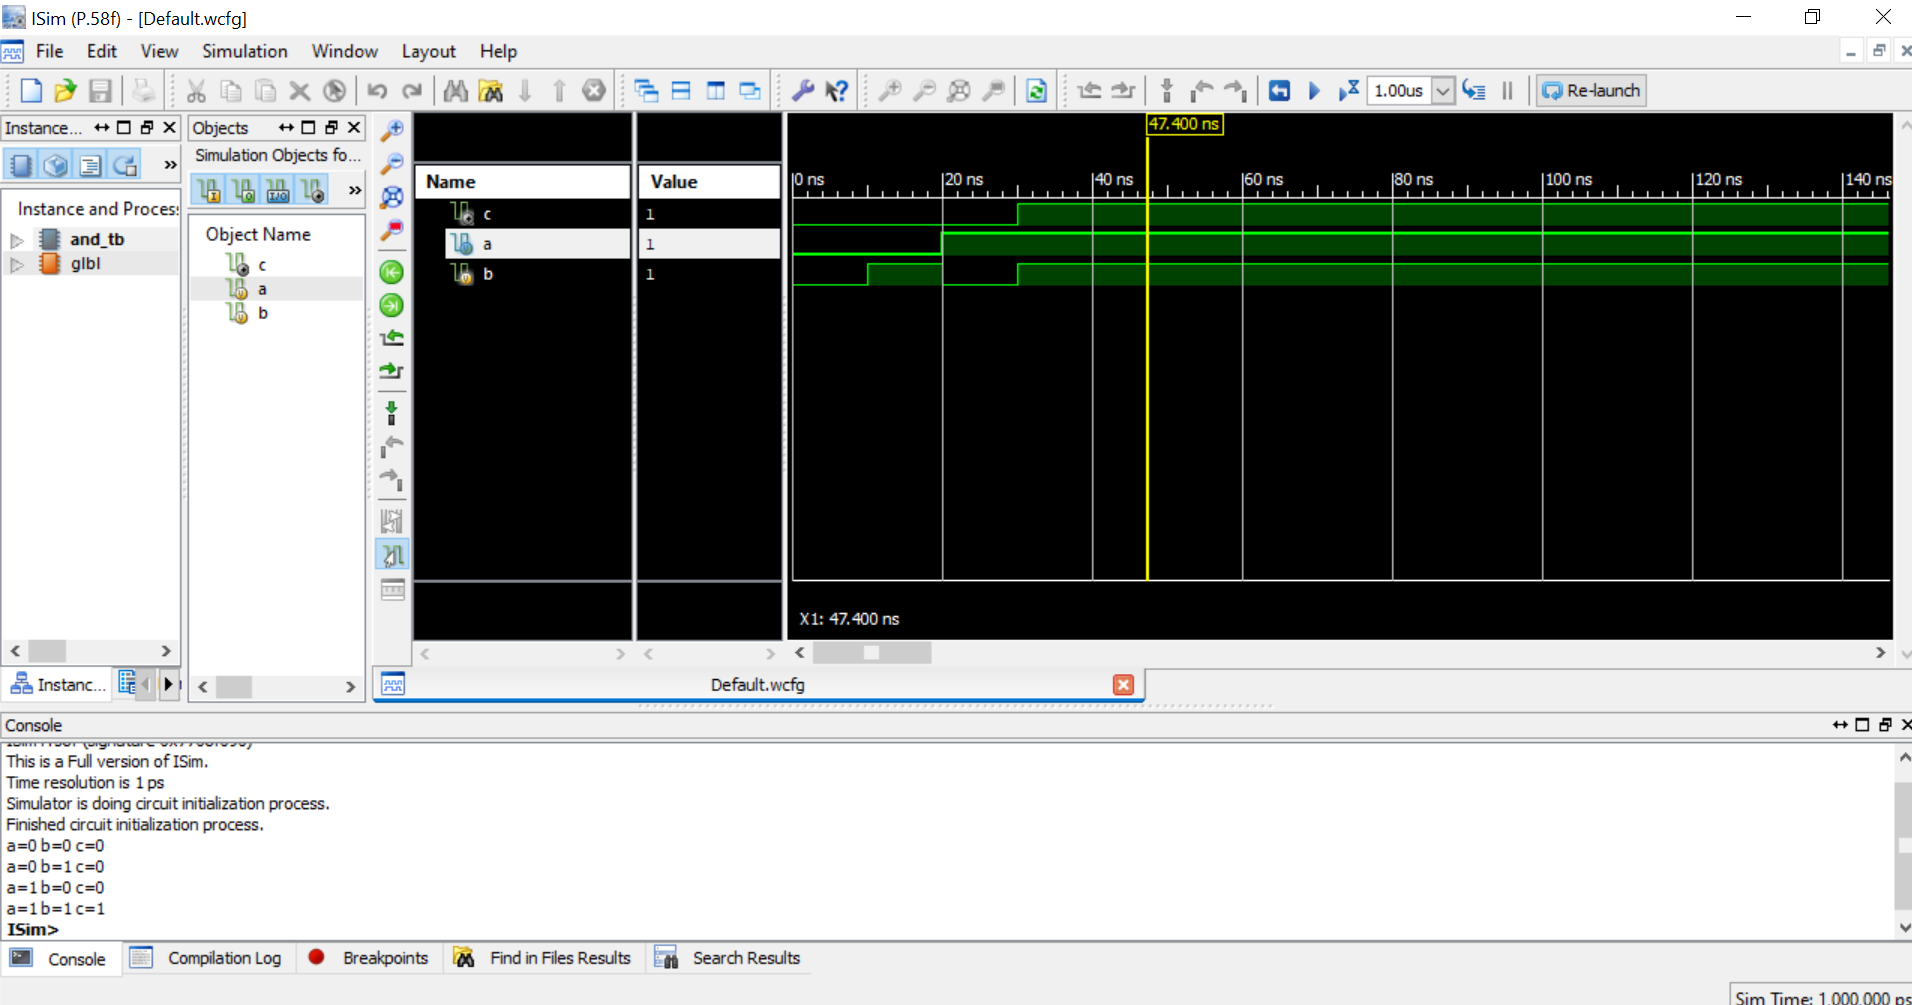 ISim (P.58f) - [Default.wcfg]
File Edit View Simulation Window Layout Help
1.00us Re-launch
Instance... Objects
Simulation Objects fo...
Instance and Process
and_tb
glbl
Object Name
c
a
b
Name Value
c 1
a 1
b 1
47.400 ns
0 ns 20 ns 40 ns 60 ns 80 ns 100 ns 120 ns 140 ns
X1: 47.400 ns
Instanc...
Default.wcfg
Console
This is a Full version of ISim.
Time resolution is 1 ps
Simulator is doing circuit initialization process.
Finished circuit initialization process.
a=0 b=0 c=0
a=0 b=1 c=0
a=1 b=0 c=0
a=1 b=1 c=1
ISim>
Console Compilation Log Breakpoints Find in Files Results Search Results
Sim Time: 1,000,000 ps